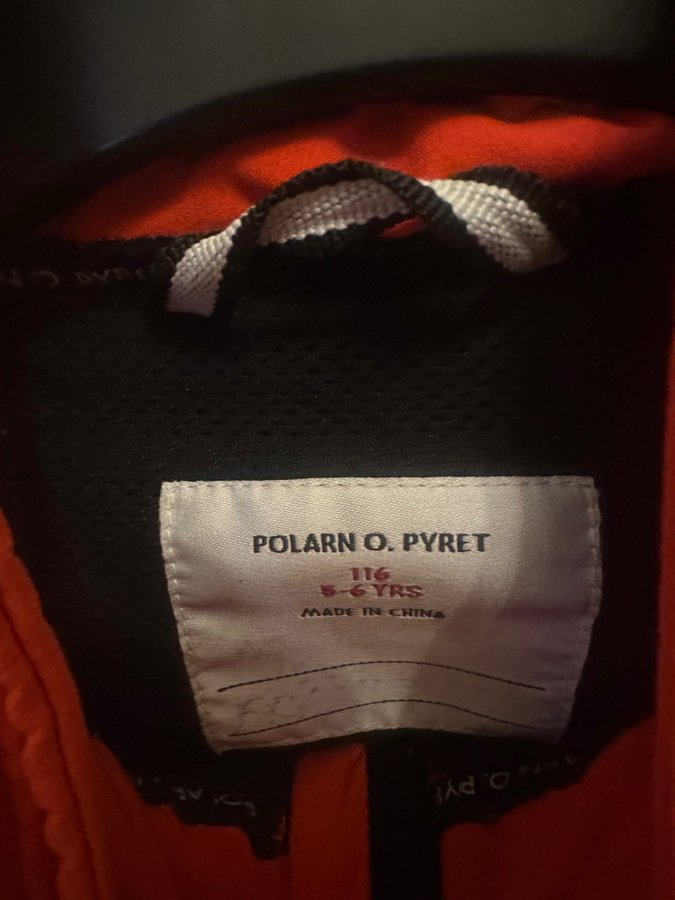 POLARN O. PYRET
116
5-6 YRS
MADE IN CHINA